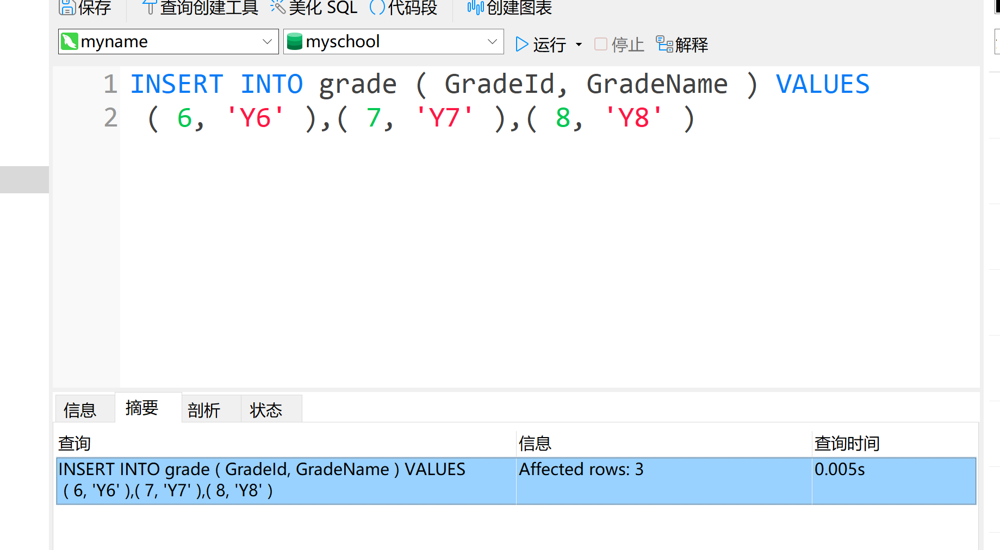 保存 查询创建工具 美化 SQL 代码段 创建图表
myname myschool 运行 停止 解释
1 INSERT INTO grade ( GradeId, GradeName ) VALUES
2 ( 6, 'Y6' ),( 7, 'Y7' ),( 8, 'Y8' )
信息 摘要 剖析 状态
查询 信息 查询时间
INSERT INTO grade ( GradeId, GradeName ) VALUES Affected rows: 3 0.005s
( 6, 'Y6' ),( 7, 'Y7' ),( 8, 'Y8' )